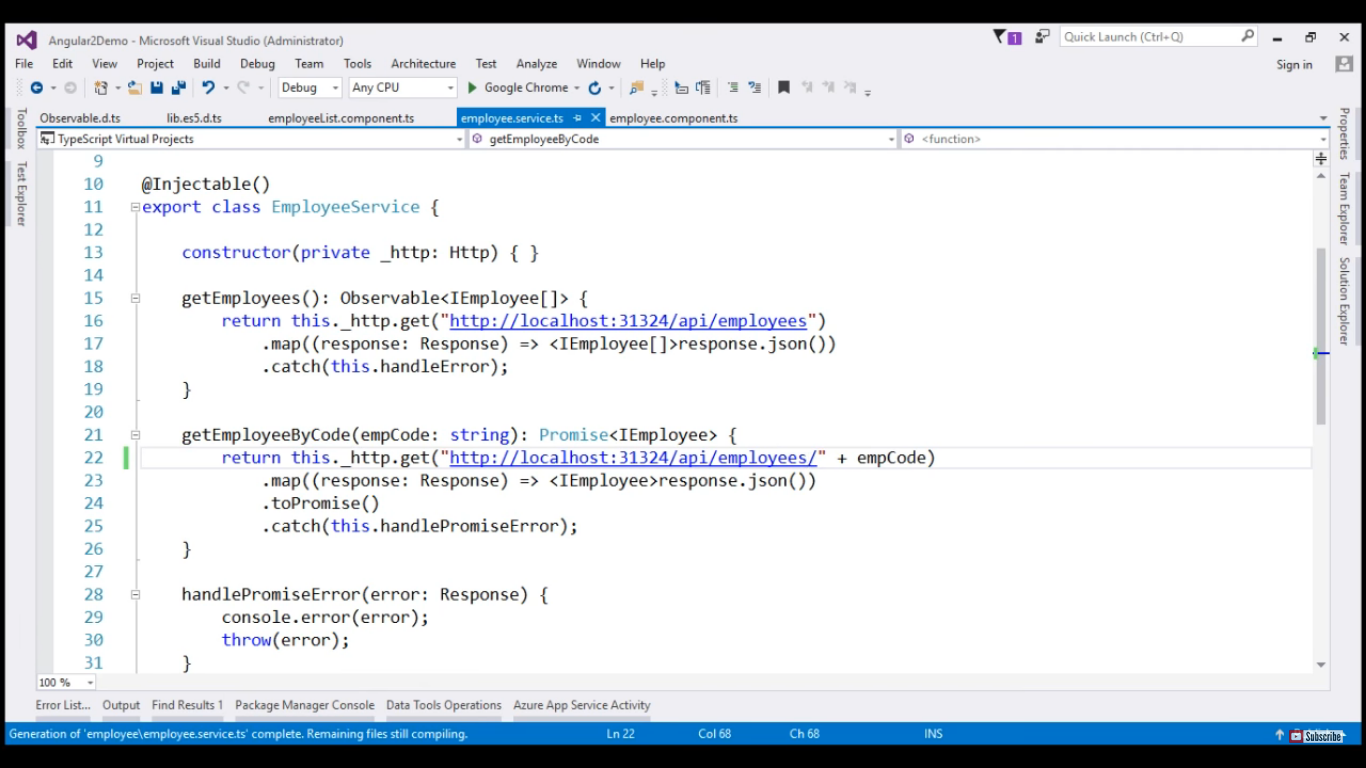 Angular2Demo - Microsoft Visual Studio (Administrator)
1
Quick Launch (Ctrl+Q)
File Edit View Project Build Debug Team Tools Architecture Test Analyze Window Help
Sign in
Debug Any CPU Google Chrome
Toolbox
Test Explorer
Observable.d.ts lib.es5.d.ts employeeList.component.ts employee.service.ts employee.component.ts
TypeScript Virtual Projects getEmployeeByCode <function>
9
10 @Injectable()
11 export class EmployeeService {
12
13 constructor(private _http: Http) { }
14
15 getEmployees(): Observable<IEmployee[]> {
16 return this._http.get("http://localhost:31324/api/employees")
17 .map((response: Response) => <IEmployee[]>response.json())
18 .catch(this.handleError);
19 }
20
21 getEmployeeByCode(empCode: string): Promise<IEmployee> {
22 return this._http.get("http://localhost:31324/api/employees/" + empCode)
23 .map((response: Response) => <IEmployee>response.json())
24 .toPromise()
25 .catch(this.handlePromiseError);
26 }
27
28 handlePromiseError(error: Response) {
29 console.error(error);
30 throw(error);
31 }
Properties
Team Explorer
Solution Explorer
100 %
Error List... Output Find Results 1 Package Manager Console Data Tools Operations Azure App Service Activity
Generation of 'employee\employee.service.ts' complete. Remaining files still compiling. Ln 22 Col 68 Ch 68 INS
Subscribe